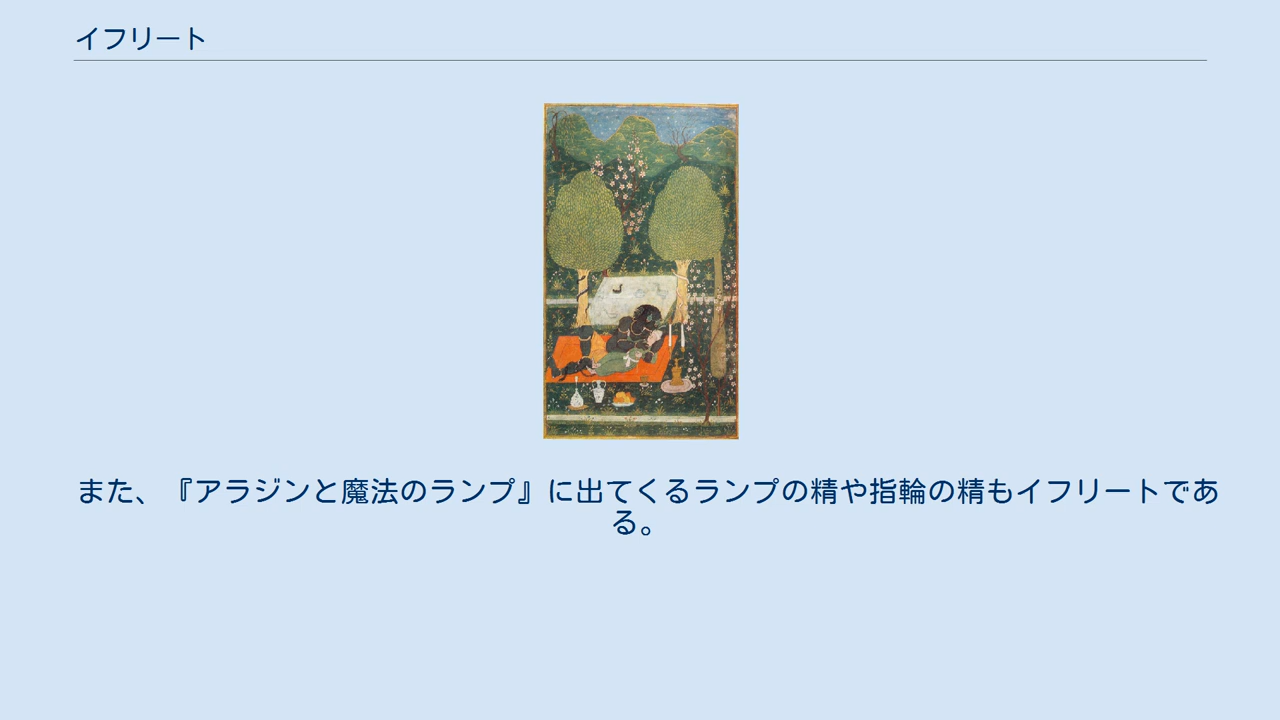 イフリート
また、『アラジンと魔法のランプ』に出てくるランプの精や指輪の精もイフリートであ
る。